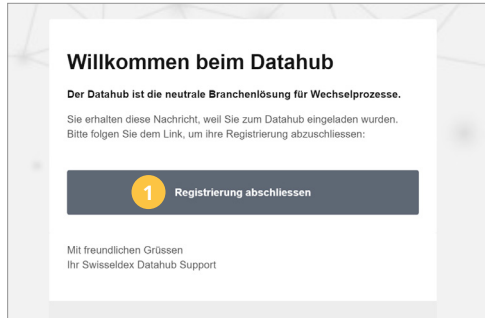 Willkommen beim Datahub
Der Datahub ist die neutrale Branchenlösung für Wechselprozesse.
Sie erhalten diese Nachricht, weil Sie zum Datahub eingeladen wurden.
Bitte folgen Sie dem Link, um ihre Registrierung abzuschliessen:
1 Registrierung abschliessen
Mit freundlichen Grüssen
Ihr Swisseldex Datahub Support